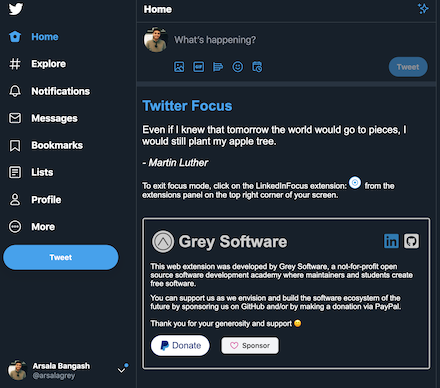 Home
Home
What's happening?
Explore
GIF
Tweet
Notifications
Messages
Bookmarks
Lists
Profile
More
Tweet
Twitter Focus
Even if I knew that tomorrow the world would go to pieces, I
would still plant my apple tree.
- Martin Luther
To exit focus mode, click on the LinkedInFocus extension: from the
extensions panel on the top right corner of your screen.
Grey Software
in
This web extension was developed by Grey Software, a not-for-profit open
source software development academy where maintainers and students create
free software.
You can support us as we envision and build the software ecosystem of the
future by sponsoring us on GitHub and/or by making a donation via PayPal.
Thank you for your generosity and support 😄
Donate
Sponsor
Arsala Bangash
@arsalagrey